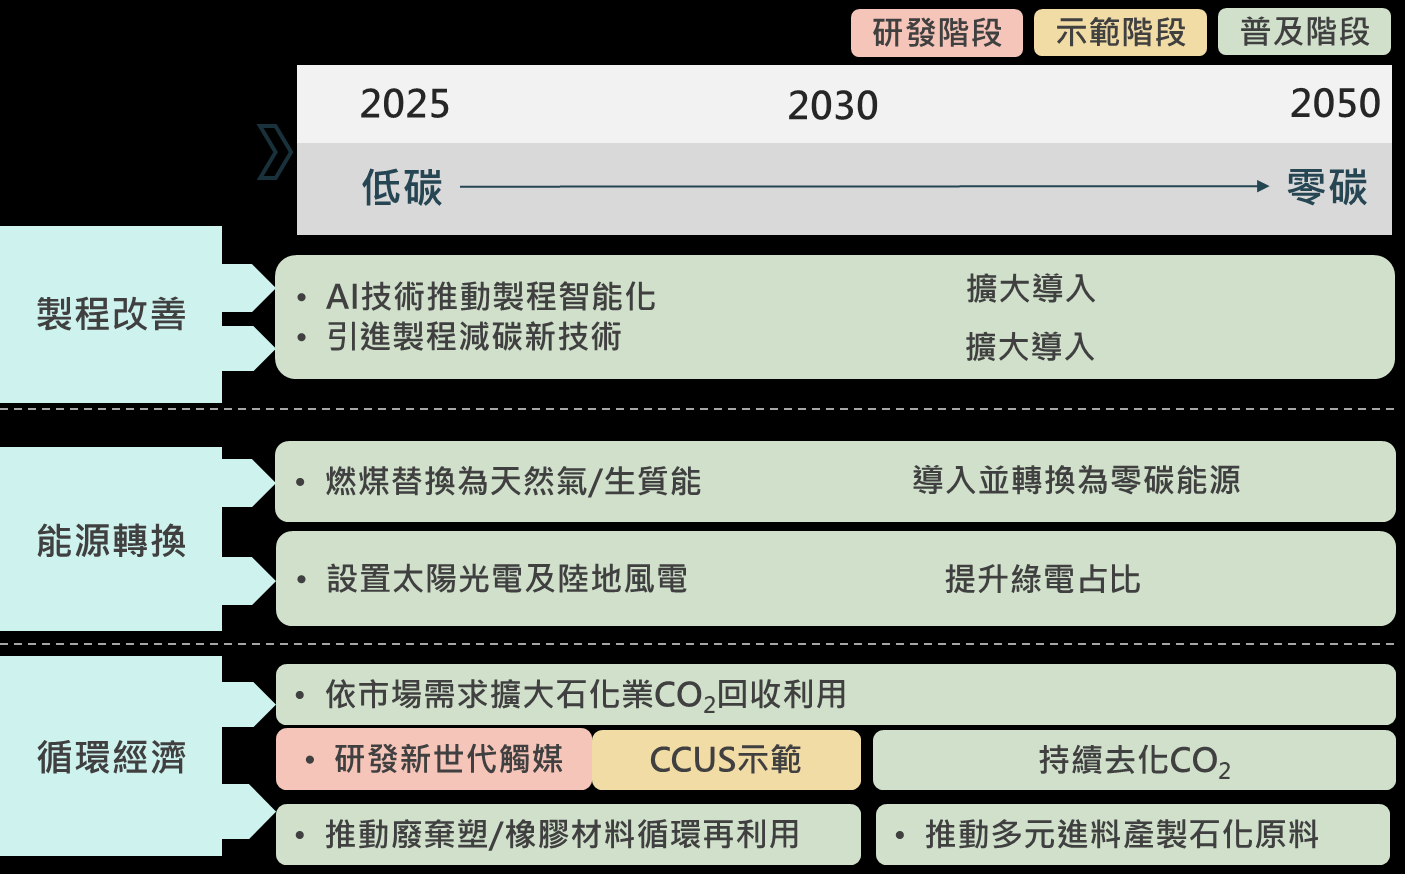 研發階段
示範階段
普及階段
2025
2030
2050
低碳
零碳
製程改善
• AI技術推動製程智能化
擴大導入
• 引進製程減碳新技術
擴大導入
能源轉換
• 燃煤替換為天然氣/生質能
導入並轉換為零碳能源
• 設置太陽光電及陸地風電
提升綠電占比
循環經濟
• 依市場需求擴大石化業CO₂回收利用
• 研發新世代觸媒
CCUS示範
持續去化CO₂
• 推動廢棄塑/橡膠材料循環再利用
• 推動多元進料產製石化原料